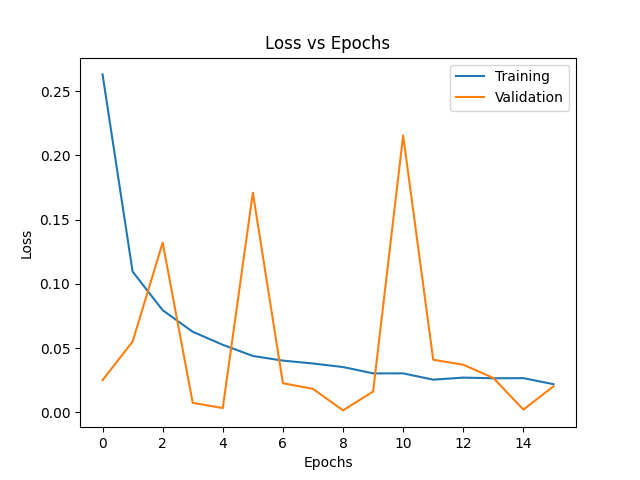 Loss vs Epochs
Training
Validation
0.25
0.20
0.15
0.10
0.05
0.00
Loss
0 2 4 6 8 10 12 14
Epochs